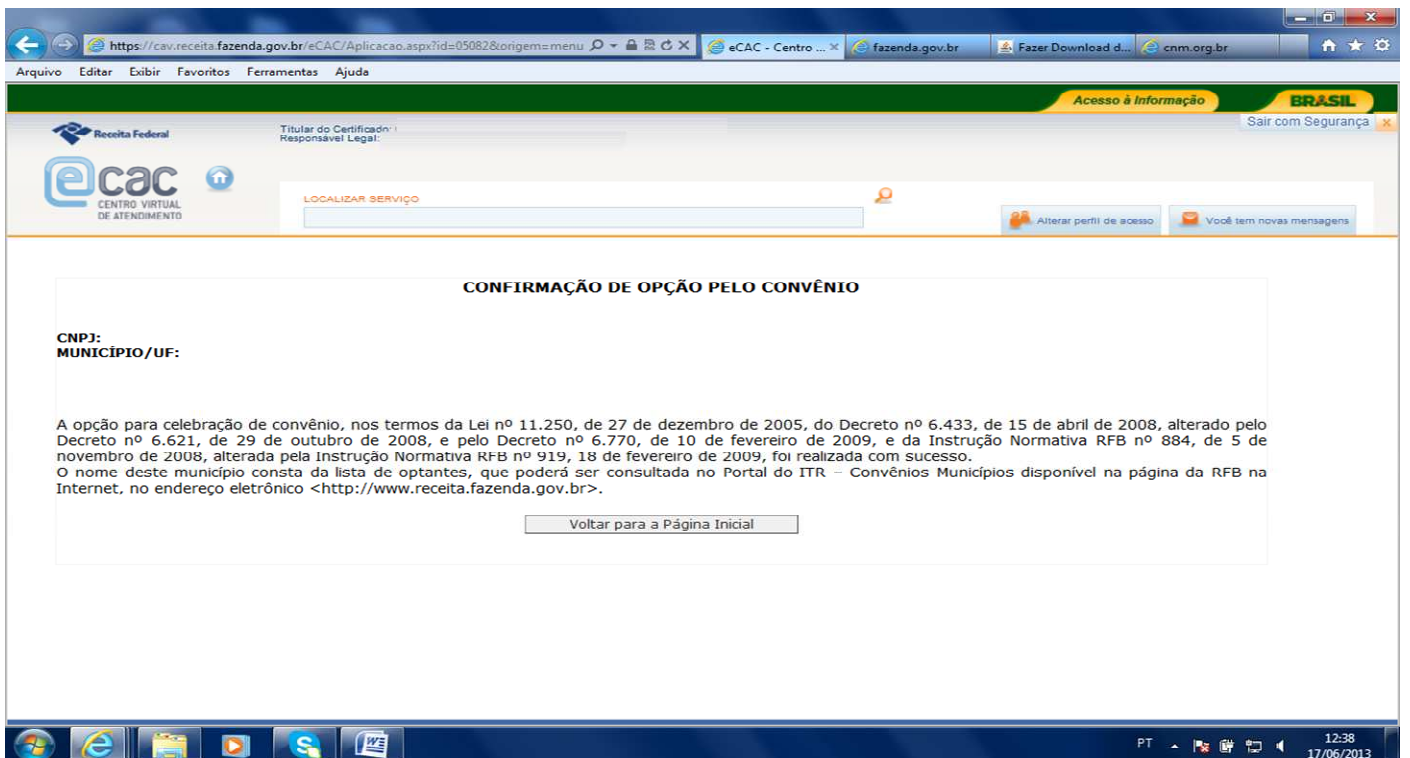 https://cav.receita.fazenda.gov.br/eCAC/Aplicacao.aspx?id=05082&origem=menu
eCAC - Centro ...
fazenda.gov.br
Fazer Download d...
cnm.org.br
Arquivo Editar Exibir Favoritos Ferramentas Ajuda
Acesso à Informação
BRASIL
Receita Federal
Titular do Certificado:
Responsável Legal:
Sair com Segurança x
ecac
CENTRO VIRTUAL
DE ATENDIMENTO
LOCALIZAR SERVIÇO
Alterar perfil de acesso
Você tem novas mensagens
CONFIRMAÇÃO DE OPÇÃO PELO CONVÊNIO
CNPJ:
MUNICÍPIO/UF:
A opção para celebração de convênio, nos termos da Lei nº 11.250, de 27 de dezembro de 2005, do Decreto nº 6.433, de 15 de abril de 2008, alterado pelo
Decreto nº 6.621, de 29 de outubro de 2008, e pelo Decreto nº 6.770, de 10 de fevereiro de 2009, e da Instrução Normativa RFB nº 884, de 5 de
novembro de 2008, alterada pela Instrução Normativa RFB nº 919, 18 de fevereiro de 2009, foi realizada com sucesso.
O nome deste município consta da lista de optantes, que poderá ser consultada no Portal do ITR – Convênios Municípios disponível na página da RFB na
Internet, no endereço eletrônico <http://www.receita.fazenda.gov.br>.
Voltar para a Página Inicial
PT
12:38
17/06/2013